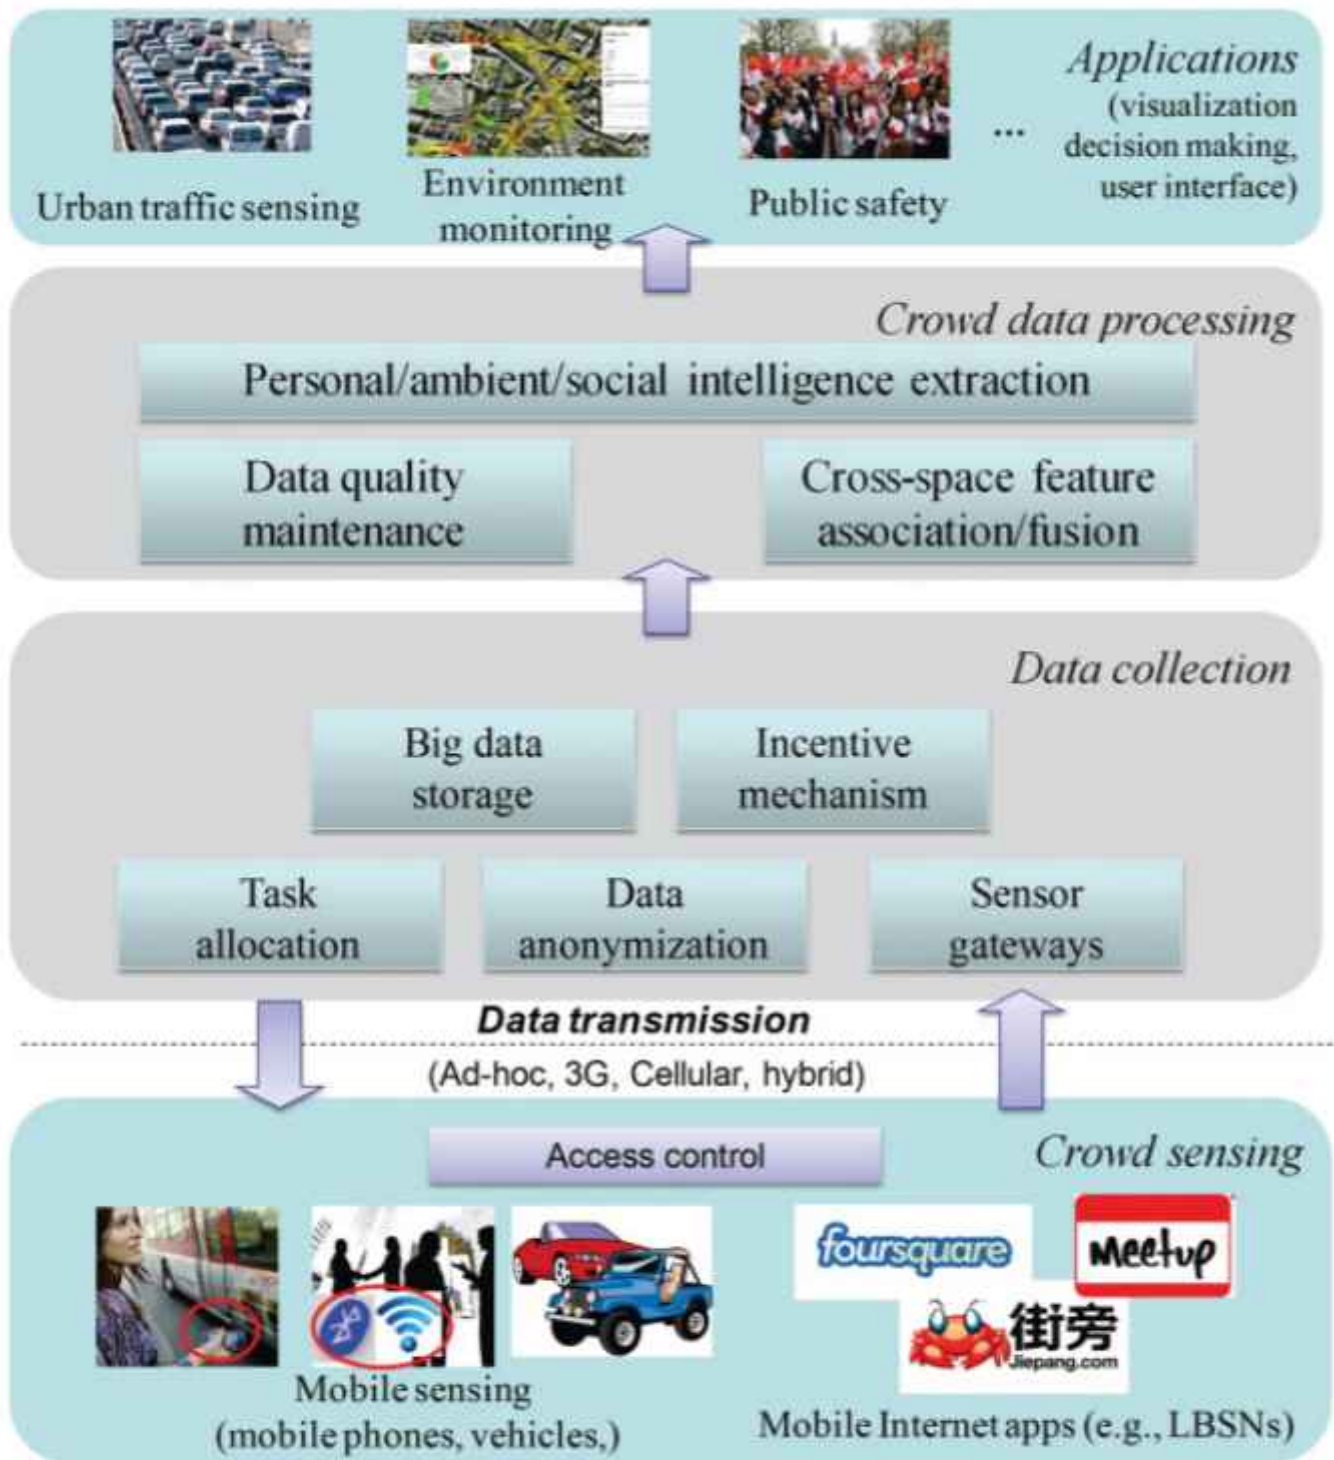 Applications
(visualization
decision making,
user interface)
...
Urban traffic sensing
Environment
monitoring
Public safety
Crowd data processing
Personal/ambient/social intelligence extraction
Data quality
maintenance
Cross-space feature
association/fusion
Data collection
Big data
storage
Incentive
mechanism
Task
allocation
Data
anonymization
Sensor
gateways
Data transmission
(Ad-hoc, 3G, Cellular, hybrid)
Access control
Crowd sensing
foursquare
Meetup
街旁
Jiepang.com
Mobile sensing
(mobile phones, vehicles,)
Mobile Internet apps (e.g., LBSNs)